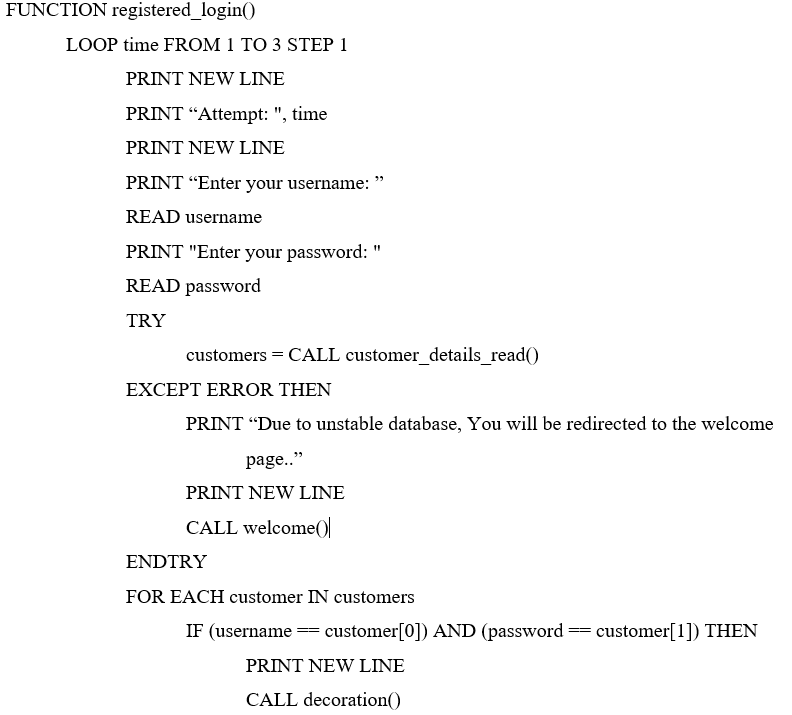 FUNCTION registered_login()
LOOP time FROM 1 TO 3 STEP 1
PRINT NEW LINE
PRINT “Attempt: ", time
PRINT NEW LINE
PRINT “Enter your username: ”
READ username
PRINT "Enter your password: "
READ password
TRY
customers = CALL customer_details_read()
EXCEPT ERROR THEN
PRINT “Due to unstable database, You will be redirected to the welcome
page..”
PRINT NEW LINE
CALL welcome()
ENDTRY
FOR EACH customer IN customers
IF (username == customer[0]) AND (password == customer[1]) THEN
PRINT NEW LINE
CALL decoration()